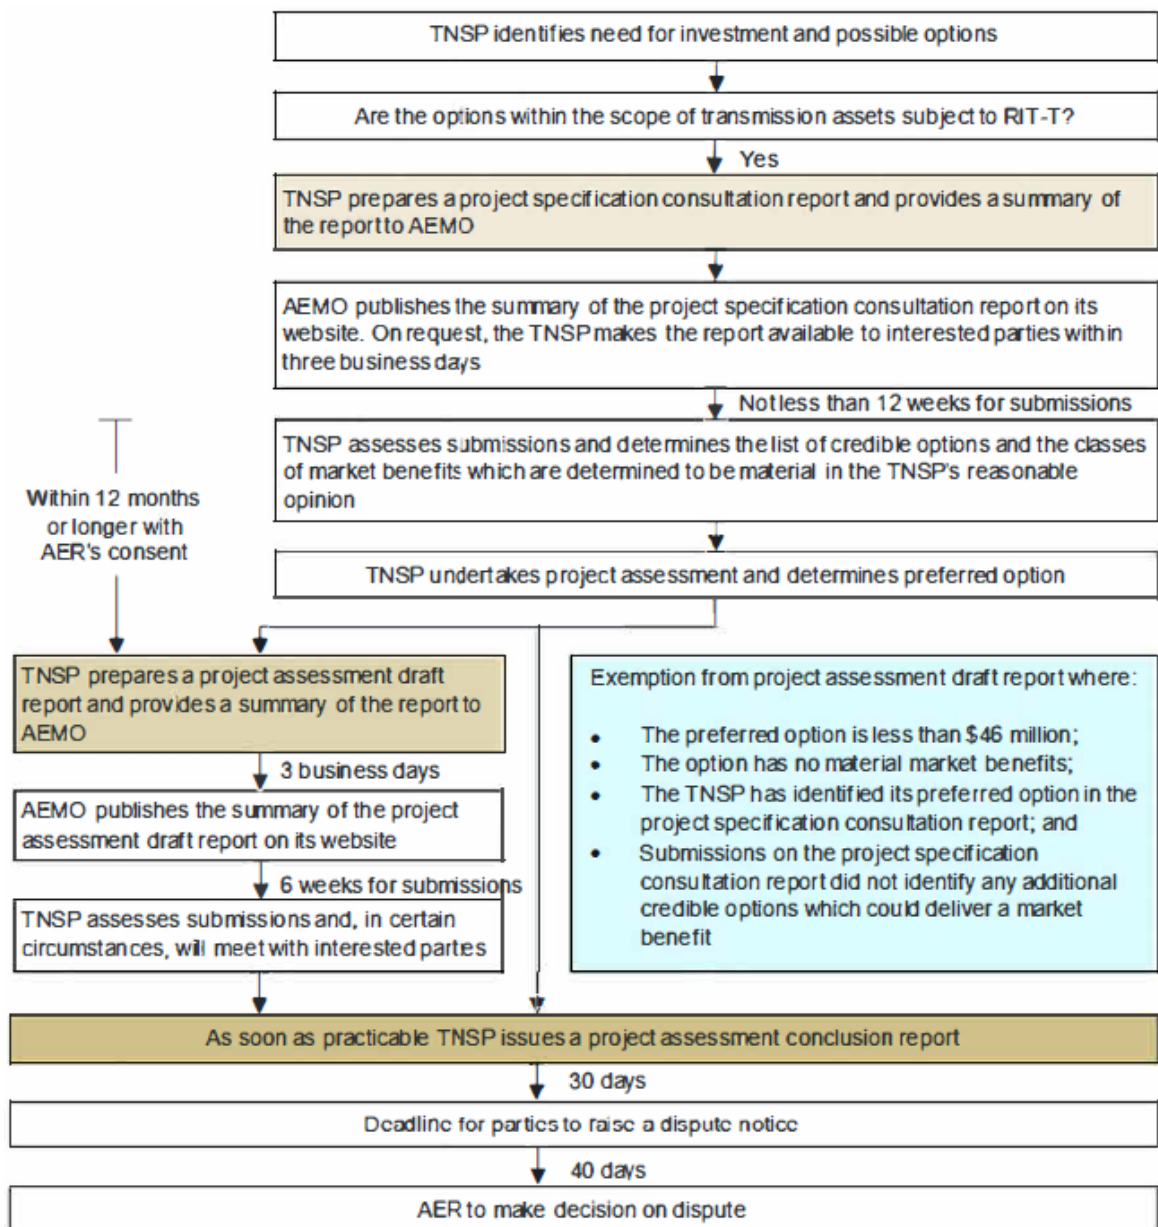 TNSP identifies need for investment and possible options
Are the options within the scope of transmission assets subject to RIT-T?
Yes
TNSP prepares a project specification consultation report and provides a summary of
the report to AEMO
AEMO publishes the summary of the project specification consultation report on its
website. On request, the TNSP makes the report available to interested parties within
three business days
Not less than 12 weeks for submissions
TNSP assesses submissions and determines the list of credible options and the classes
of market benefits which are determined to be material in the TNSP's reasonable
opinion
Within 12 months
or longer with
AER's consent
TNSP undertakes project assessment and determines preferred option
TNSP prepares a project assessment draft
report and provides a summary of the report to
AEMO
3 business days
AEMO publishes the summary of the project
assessment draft report on its website
6 weeks for submissions
TNSP assesses submissions and, in certain
circumstances, will meet with interested parties
Exemption from project assessment draft report where:
• The preferred option is less than $46 million;
• The option has no material market benefits;
• The TNSP has identified its preferred option in the
project specification consultation report; and
• Submissions on the project specification
consultation report did not identify any additional
credible options which could deliver a market
benefit
As soon as practicable TNSP issues a project assessment conclusion report
30 days
Deadline for parties to raise a dispute notice
40 days
AER to make decision on dispute